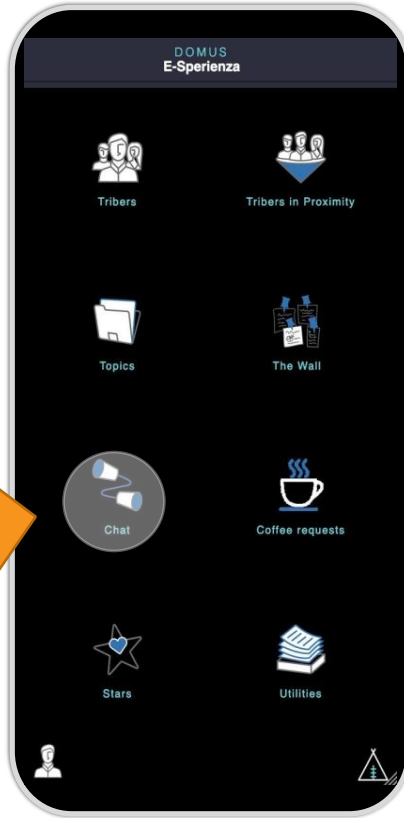 DOMUS
E-Sperienza
Tribers
Tribers in Proximity
Topics
The Wall
Chat
Coffee requests
Stars
Utilities